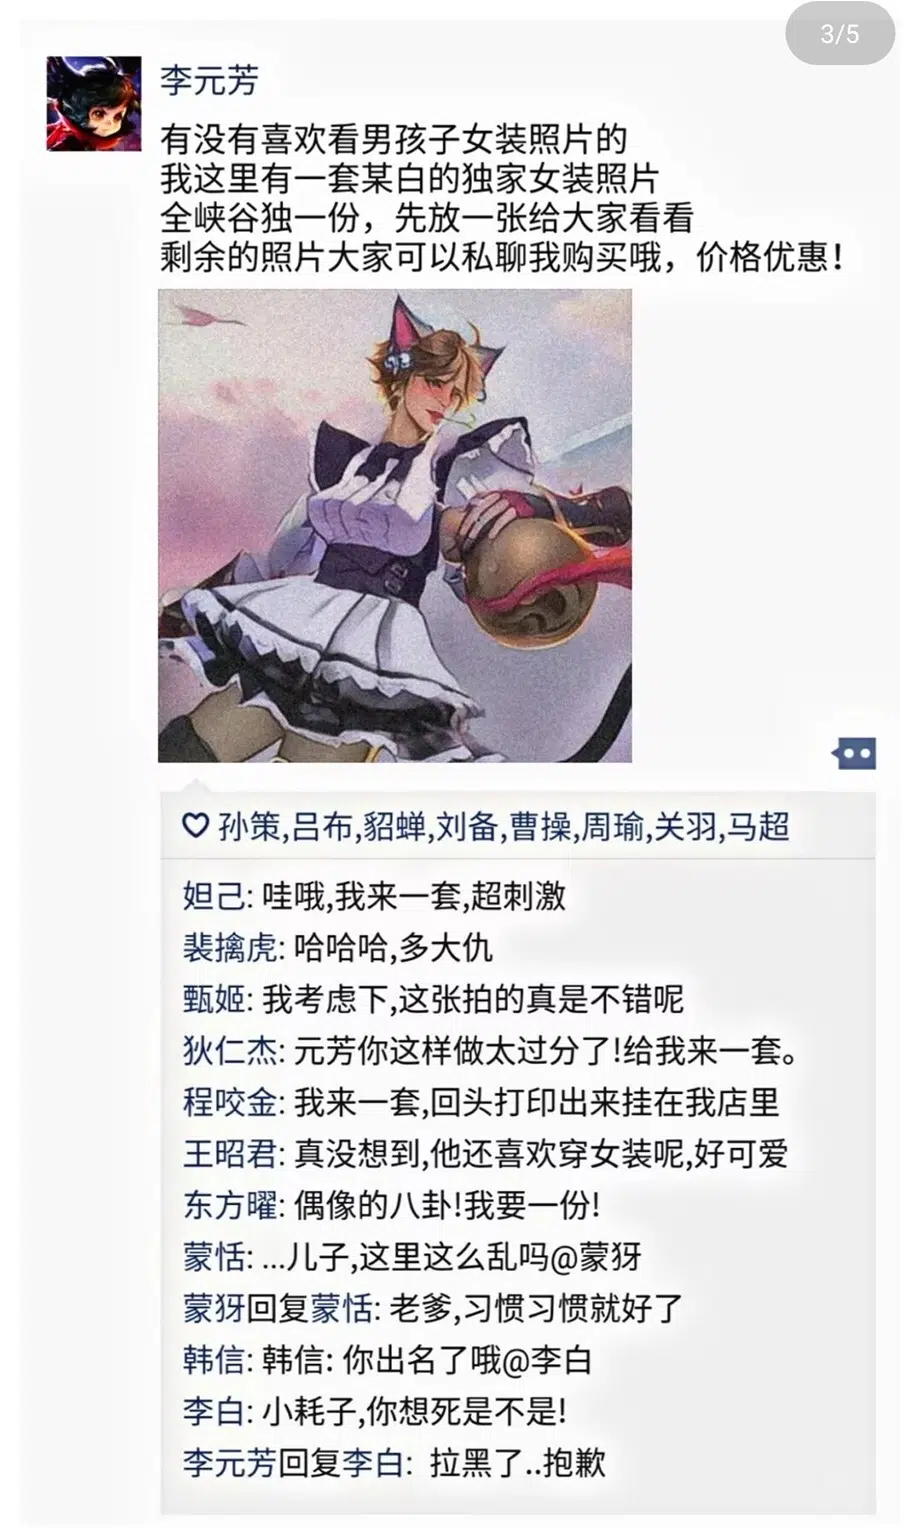 3/5
李元芳
有没有喜欢看男孩子女装照片的
我这里有一套某白的独家女装照片
全峡谷独一份，先放一张给大家看看
剩余的照片大家可以私聊我购买哦，价格优惠！
孙策,吕布,貂蝉,刘备,曹操,周瑜,关羽,马超
妲己: 哇哦,我来一套,超刺激
裴擒虎: 哈哈哈,多大仇
甄姬: 我考虑下,这张拍的真是不错呢
狄仁杰: 元芳你这样做太过分了!给我来一套。
程咬金: 我来一套,回头打印出来挂在我店里
王昭君: 真没想到,他还喜欢穿女装呢,好可爱
东方曜: 偶像的八卦!我要一份!
蒙恬: ...儿子,这里这么乱吗@蒙犽
蒙犽回复蒙恬: 老爹,习惯习惯就好了
韩信: 韩信: 你出名了哦@李白
李白: 小耗子,你想死是不是!
李元芳回复李白: 拉黑了..抱歉